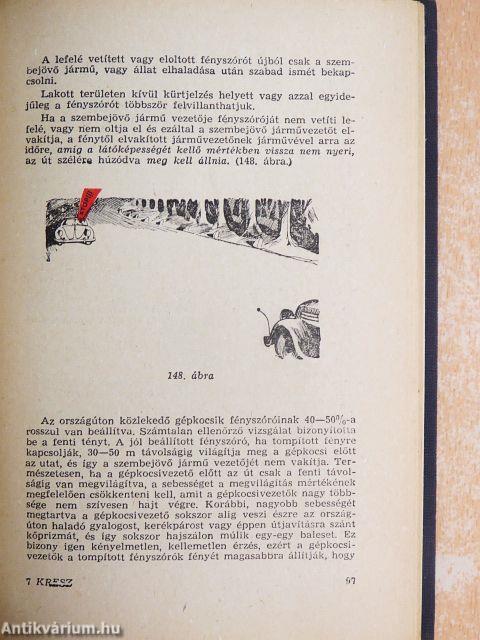 A lefelé vetített vagy eloltott fényszórót újból csak a szem-
bejövő jármű, vagy állat elhaladása után szabad ismét bekap-
csolni.
Lakott területen kívül kürtjelzés helyett vagy azzal egyide-
jűleg a fényszórót többször felvillanthatjuk.
Ha a szembejövő jármű vezetője fényszóróját nem vetíti le-
felé, vagy nem oltja el és ezáltal a szembejövő járművezetőt el-
vakítja, a fénytől elvakított járművezetőnek járművével arra az
időre, amíg a látóképességét kellő mértékben vissza nem nyeri,
az út szélére húzódva meg kell állnia. (148. ábra.)
148. ábra
Az országúton közlekedő gépkocsik fényszóróinak 40—50%-a
rosszul van beállítva. Számtalan ellenőrző vizsgálat bizonyította
be a fenti tényt. A jól beállított fényszóró, ha tompított fényre
kapcsolják, 30—50 m távolságig világítja meg a gépkocsi előtt
az utat, és így a szembejövő jármű vezetőjét nem vakítja. Ter-
mészetesen, ha a gépkocsivezető előtt az út csak a fenti távol-
ságig van megvilágítva, a sebességet a megvilágítás mértékének
megfelelően csökkenteni kell, amit a gépkocsivezetők nagy több-
sége nem szívesen hajt végre. Korábbi, nagyobb sebességét
megtartva a gépkocsivezető sokszor alig veszi észre az ország-
úton haladó gyalogost, kerékpárost vagy éppen útjavításra szánt
kőprizmát, és így sokszor hajszálon múlik egy-egy baleset. Ez
bizony igen kényelmetlen, kellemetlen érzés, ezért a gépkocsi-
vezetők a tompított fényszórók fényét magasabbra állítják, hogy
7 KRESZ
97
Antikvárium.hu